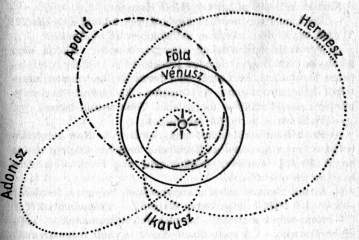 Apolló
Hermesz
Föld
Vénusz
Adonisz
Ikarusz